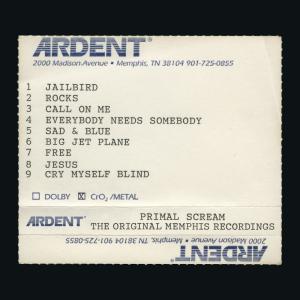 ARDENT®
2000 Madison Avenue • Memphis, TN 38104 901-725-0855
1 JAILBIRD
2 ROCKS
3 CALL ON ME
4 EVERYBODY NEEDS SOMEBODY
5 SAD & BLUE
6 BIG JET PLANE
7 FREE
8 JESUS
9 CRY MYSELF BLIND
☐ DOLBY ☒ CrO₂/METAL
ARDENT® PRIMAL SCREAM
THE ORIGINAL MEMPHIS RECORDINGS
2000 Madison Avenue • Memphis, TN 38104 901-725-0855
ARDENT®